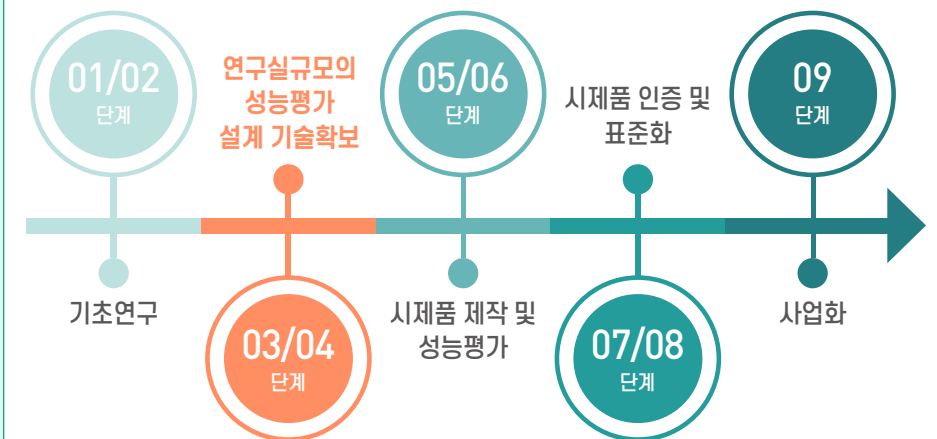 01/02
단계
기초연구
연구실규모의
성능평가
설계 기술확보
03/04
단계
05/06
단계
시제품 제작 및
성능평가
시제품 인증 및
표준화
07/08
단계
09
단계
사업화